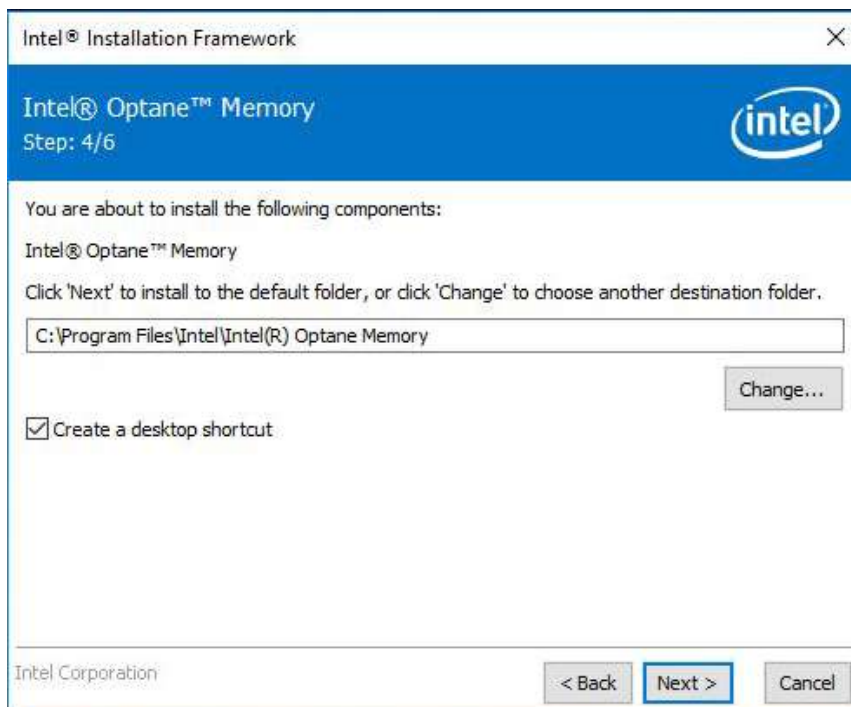 Intel® Installation Framework
Intel® Optane™ Memory
Step: 4/6
intel
You are about to install the following components:
Intel® Optane™ Memory
Click 'Next' to install to the default folder, or click 'Change' to choose another destination folder.
C:\Program Files\Intel\Intel(R) Optane Memory
Change...
Create a desktop shortcut
Intel Corporation
< Back
Next >
Cancel